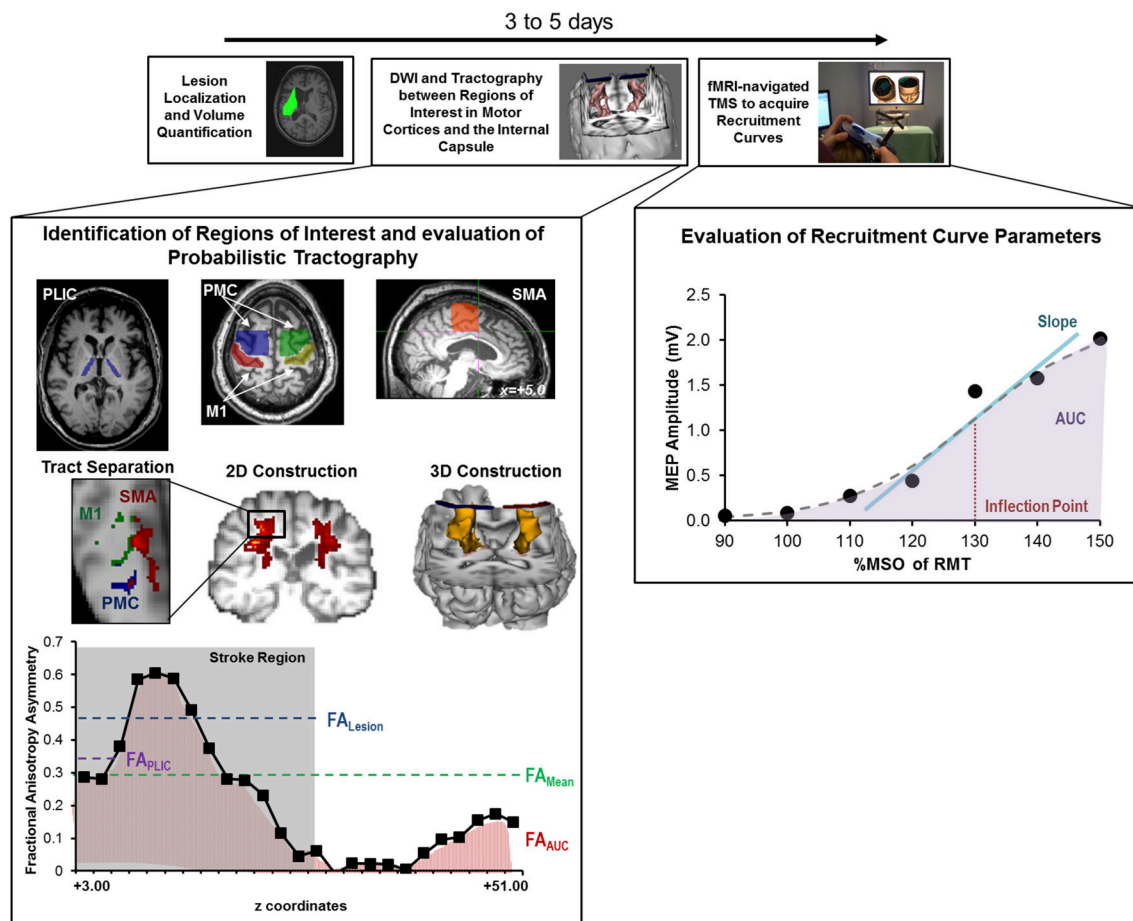 3 to 5 days
Lesion
Localization
and Volume
Quantification
DWI and Tractography
between Regions of
Interest in Motor
Cortices and the Internal
Capsule
fMRI-navigated
TMS to acquire
Recruitment
Curves
Identification of Regions of Interest and evaluation of
Probabilistic Tractography
PLIC
PMC
SMA
M1
x=+5.0
Tract Separation
2D Construction
3D Construction
SMA
M1
PMC
Fractional Anisotropy Asymmetry
0.7
0.6
0.5
0.4
0.3
0.2
0.1
0
Stroke Region
FALesion
FAPLIC
FAMean
FAAUC
+3.00
+51.00
z coordinates
Evaluation of Recruitment Curve Parameters
MEP Amplitude (mV)
2.5
2.0
1.5
1.0
0.5
0.0
Slope
AUC
Inflection Point
90 100 110 120 130 140 150
%MSO of RMT